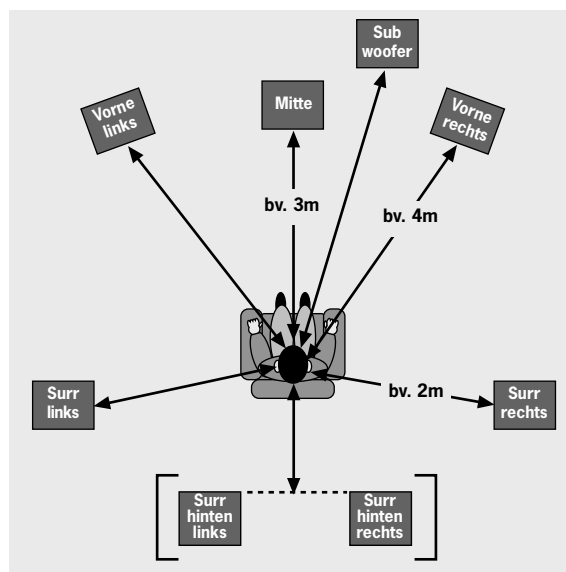 Sub
woofer
Mitte
Vorne
links
Vorne
rechts
bv. 3m
bv. 4m
Surr
links
bv. 2m
Surr
rechts
Surr
hinten
links
Surr
hinten
rechts